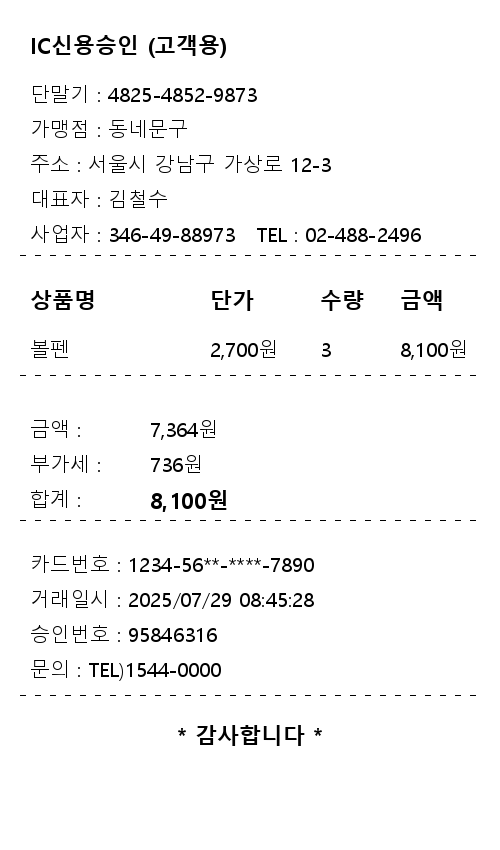 IC신용승인 (고객용)
단말기 : 4825-4852-9873
가맹점 : 동네문구
주소 : 서울시 강남구 가상로 12-3
대표자 : 김철수
사업자 : 346-49-88973 TEL : 02-488-2496
상품명 단가 수량 금액
볼펜 2,700원 3 8,100원
금액 : 7,364원
부가세 : 736원
합계 : 8,100원
카드번호 : 1234-56**-****-7890
거래일시 : 2025/07/29 08:45:28
승인번호 : 95846316
문의 : TEL)1544-0000
* 감사합니다 *